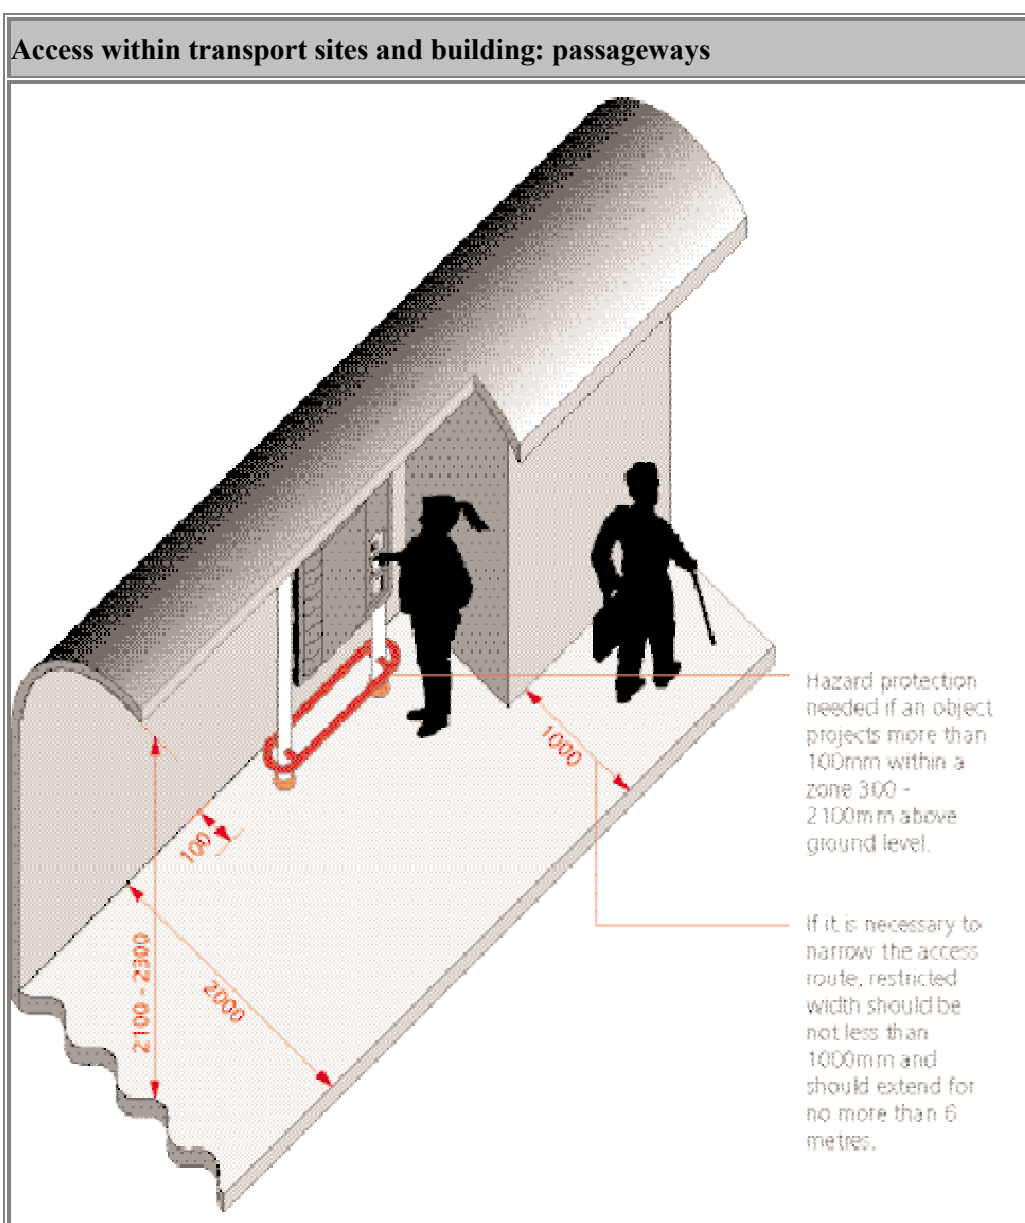 Access within transport sites and building: passageways
Hazard protection
needed if an object
projects more than
100mm within a
zone 300 -
2100mm above
ground level.
1000
100
2000
2100 - 2300
If it is necessary to
narrow the access
route, restricted
width should be
not less than
1000mm and
should extend for
no more than 6
metres.